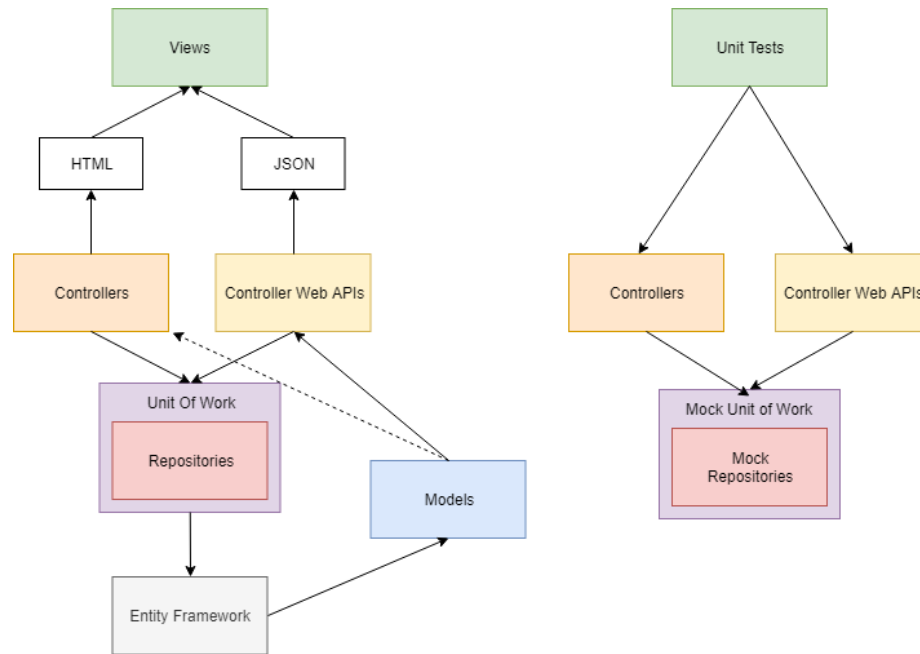 Views
Unit Tests
HTML
JSON
Controllers
Controller Web APIs
Controllers
Controller Web APIs
Unit Of Work
Repositories
Mock Unit of Work
Mock
Repositories
Models
Entity Framework